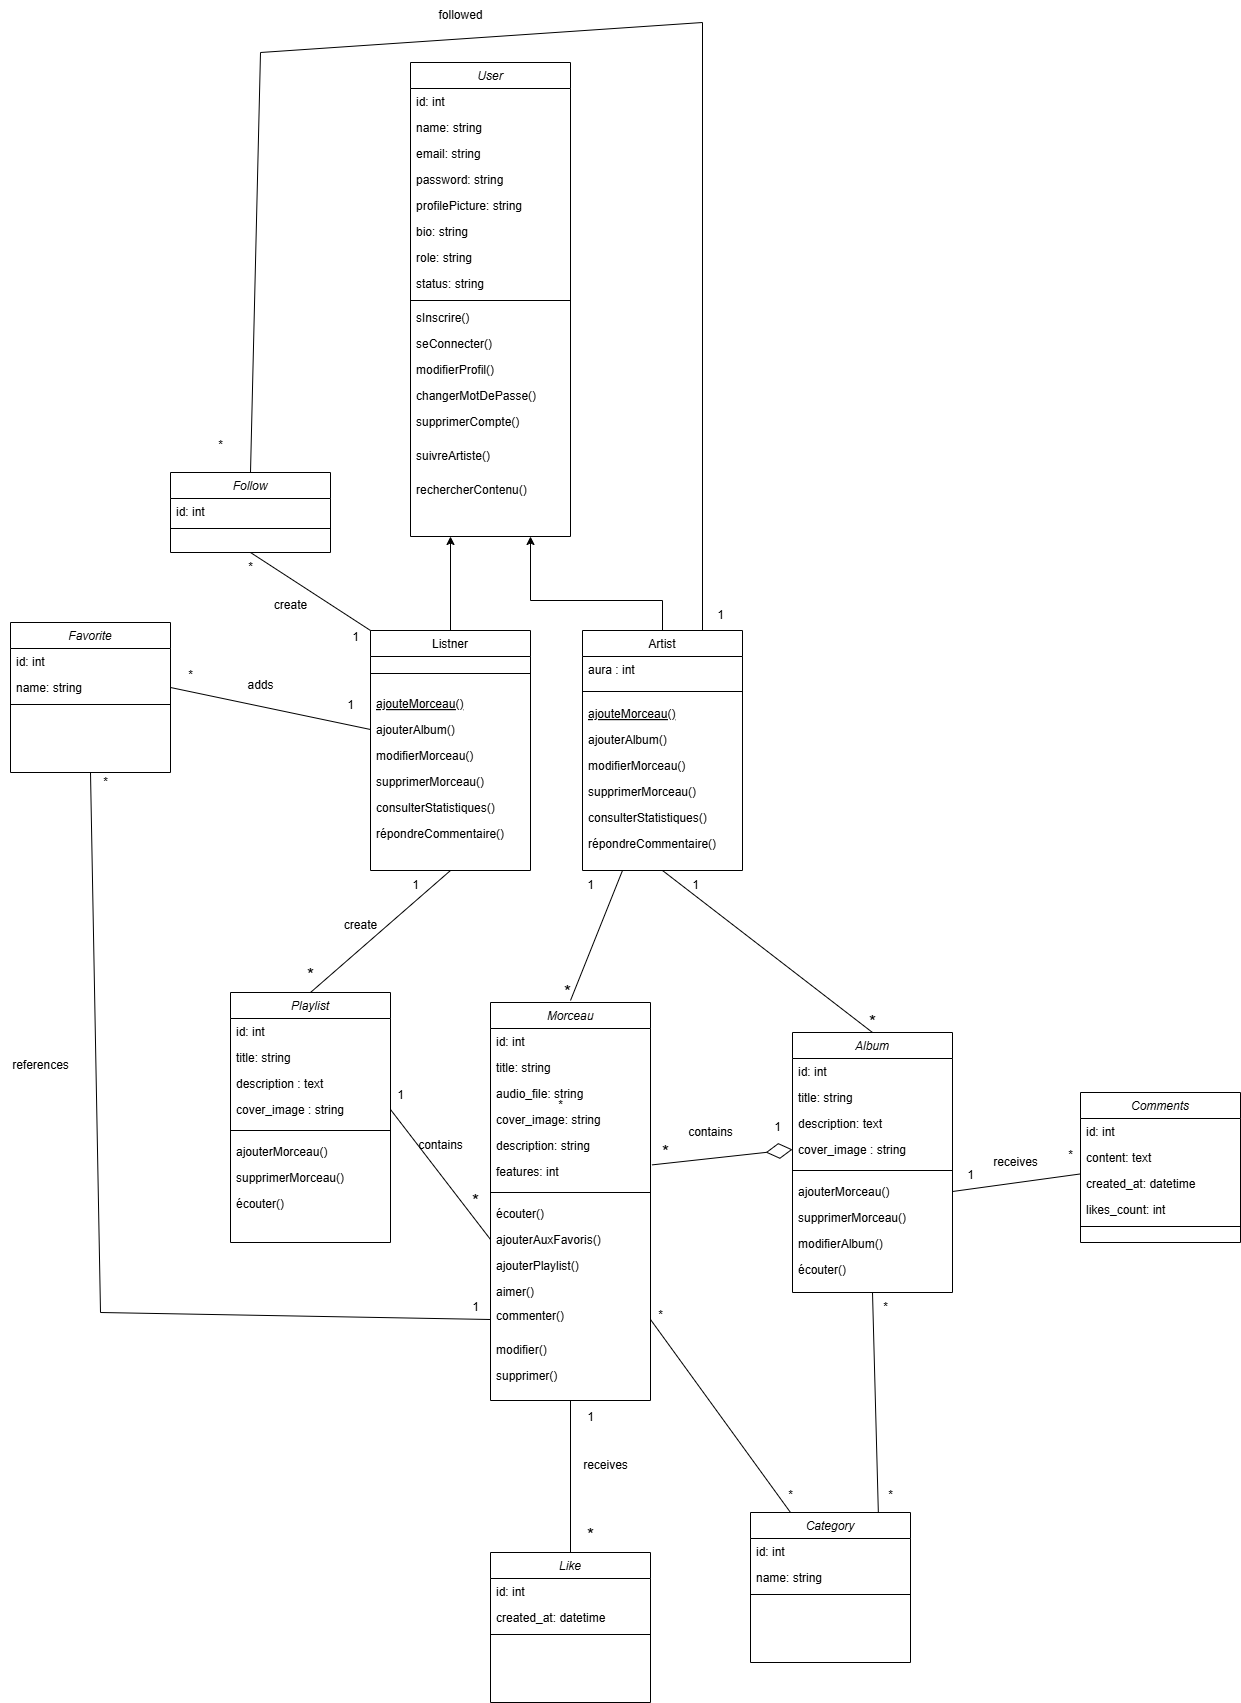 followed
User
id: int
name: string
email: string
password: string
profilePicture: string
bio: string
role: string
status: string
sInscrire()
seConnecter()
modifierProfil()
changerMotDePasse()
supprimerCompte()
suivreArtiste()
rechercherContenu()
*
Follow
id: int
*
create
1
1
Favorite
id: int
name: string
*
adds
1
*
Listner
ajouteMorceau()
ajouterAlbum()
modifierMorceau()
supprimerMorceau()
consulterStatistiques()
répondreCommentaire()
Artist
aura : int
ajouteMorceau()
ajouterAlbum()
modifierMorceau()
supprimerMorceau()
consulterStatistiques()
répondreCommentaire()
1
create
*
1
*
1
*
references
1
Playlist
id: int
title: string
description : text
cover_image : string
ajouterMorceau()
supprimerMorceau()
écouter()
1
contains
*
Morceau
id: int
title: string
audio_file: string
*
cover_image: string
description: string
features: int
écouter()
ajouterAuxFavoris()
ajouterPlaylist()
aimer()
commenter()
modifier()
supprimer()
*
contains
1
Album
id: int
title: string
description: text
cover_image : string
ajouterMorceau()
supprimerMorceau()
modifierAlbum()
écouter()
1
receives
*
Comments
id: int
content: text
created_at: datetime
likes_count: int
*
*
*
*
1
receives
*
Like
id: int
created_at: datetime
Category
id: int
name: string